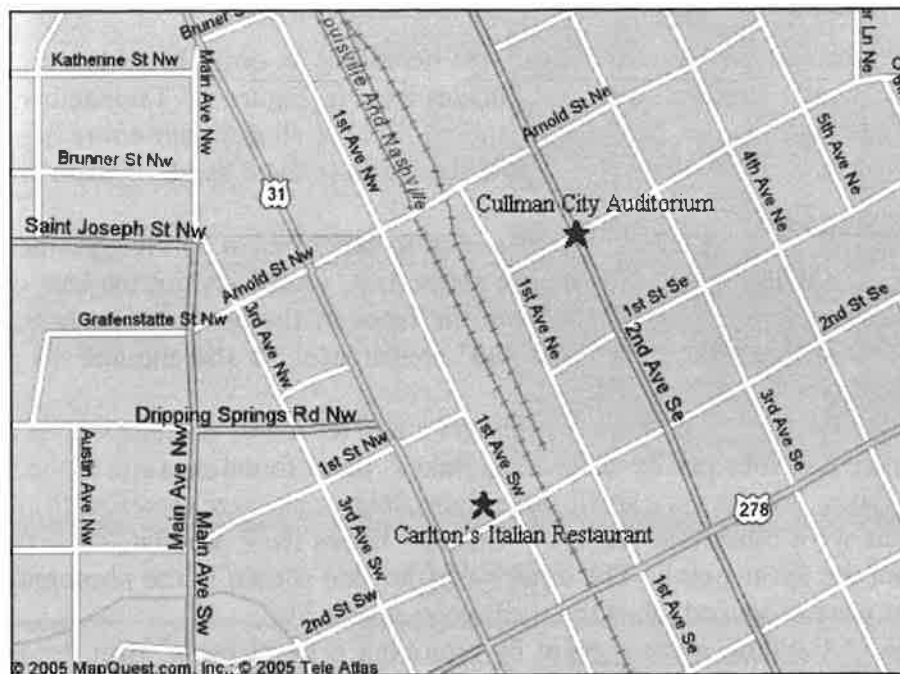 Bruner St Nw
Katherine St Nw
Main Ave Nw
Louisville And Nashville
1st Ave Nw
Arnold St Ne
Ln Ne
5th Ave Ne
4th Ave Ne
Brunner St Nw
31
Cullman City Auditorium
Saint Joseph St Nw
Arnold St Nw
3rd Ave Nw
1st Ave Ne
1st St Se
2nd St Se
Grafenstatte St Nw
2nd Ave Se
3rd Ave Se
Dripping Springs Rd Nw
Austin Ave Nw
Main Ave Nw
Main Ave Sw
1st St Nw
1st Ave Sw
3rd Ave Sw
278
Carlton's Italian Restaurant
2nd St Sw
1st Ave Se
© 2005 MapQuest.com, Inc.; © 2005 Tele Atlas